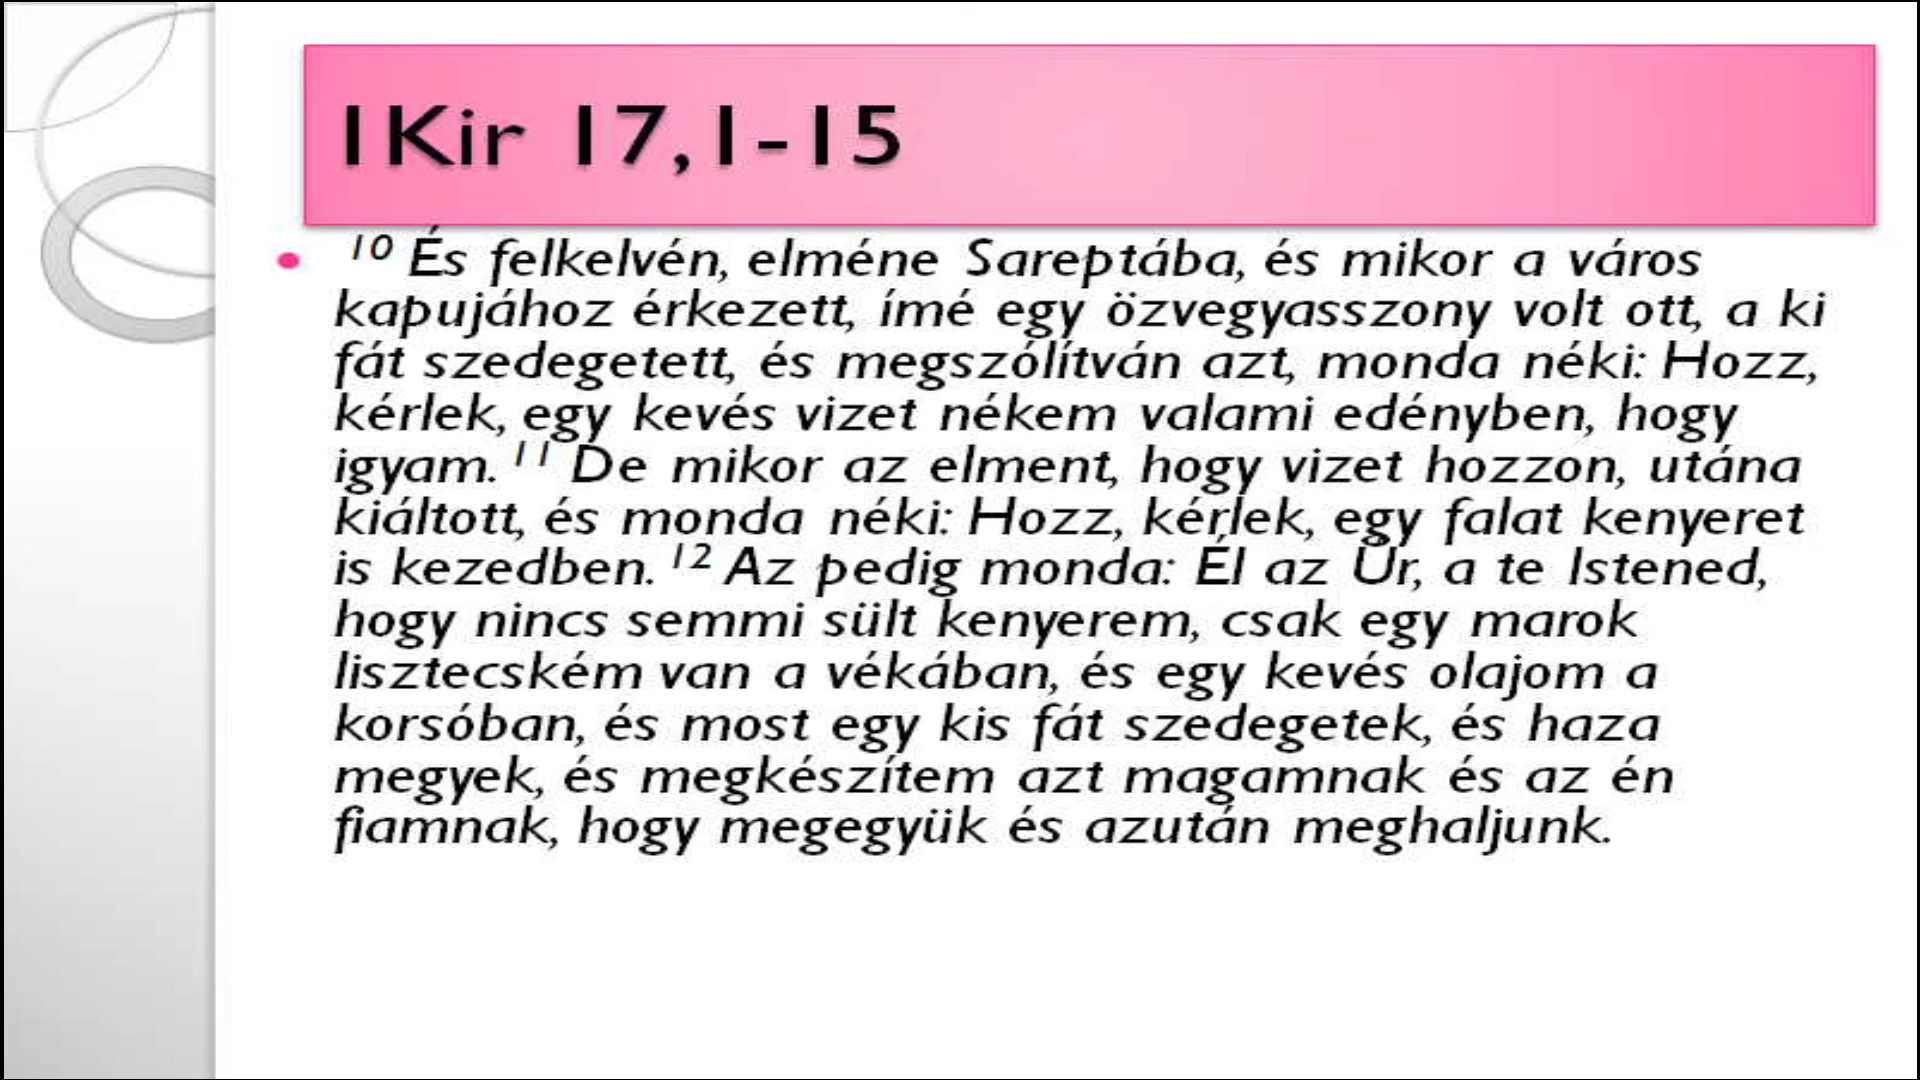 1Kir 17,1-15
• 10 És felkelvén, elméne Sareptába, és mikor a város
kapujához érkezett, ímé egy özvegyasszony volt ott, a ki
fát szedegetett, és megszólítván azt, monda néki: Hozz,
kérlek, egy kevés vizet nékem valami edényben, hogy
igyam. 11 De mikor az elment, hogy vizet hozzon, utána
kiáltott, és monda néki: Hozz, kérlek, egy falat kenyeret
is kezedben. 12 Az pedig monda: Él az Úr, a te Istened,
hogy nincs semmi sült kenyerem, csak egy marok
lisztecském van a vékában, és egy kevés olajom a
korsóban, és most egy kis fát szedegetek, és haza
megyek, és megkészítem azt magamnak és az én
fiamnak, hogy megegyük és azután meghaljunk.